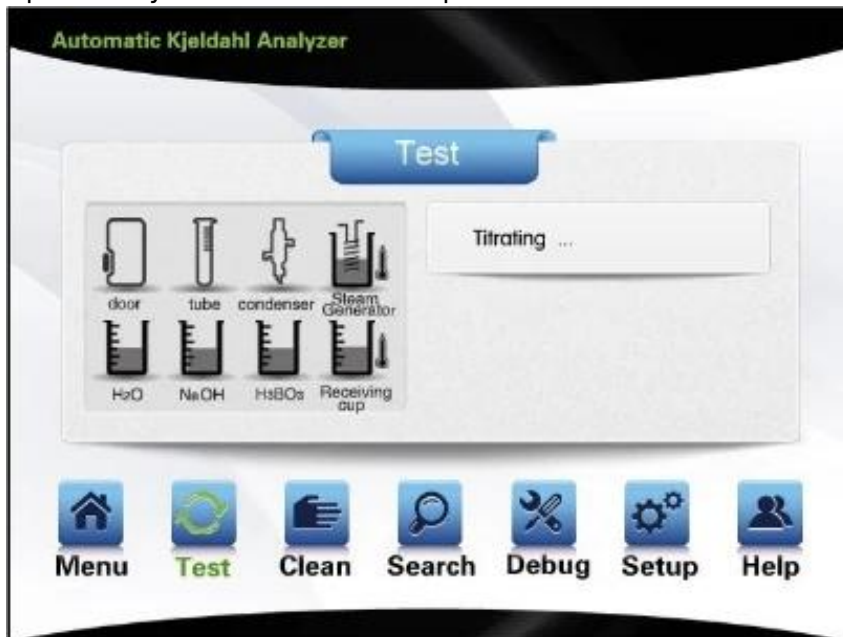 Automatic Kjeldahl Analyzer
Test
Titrating ...
door tube condenser Steam Generator
H2O NaOH H3BO3 Receiving cup
Menu Test Clean Search Debug Setup Help